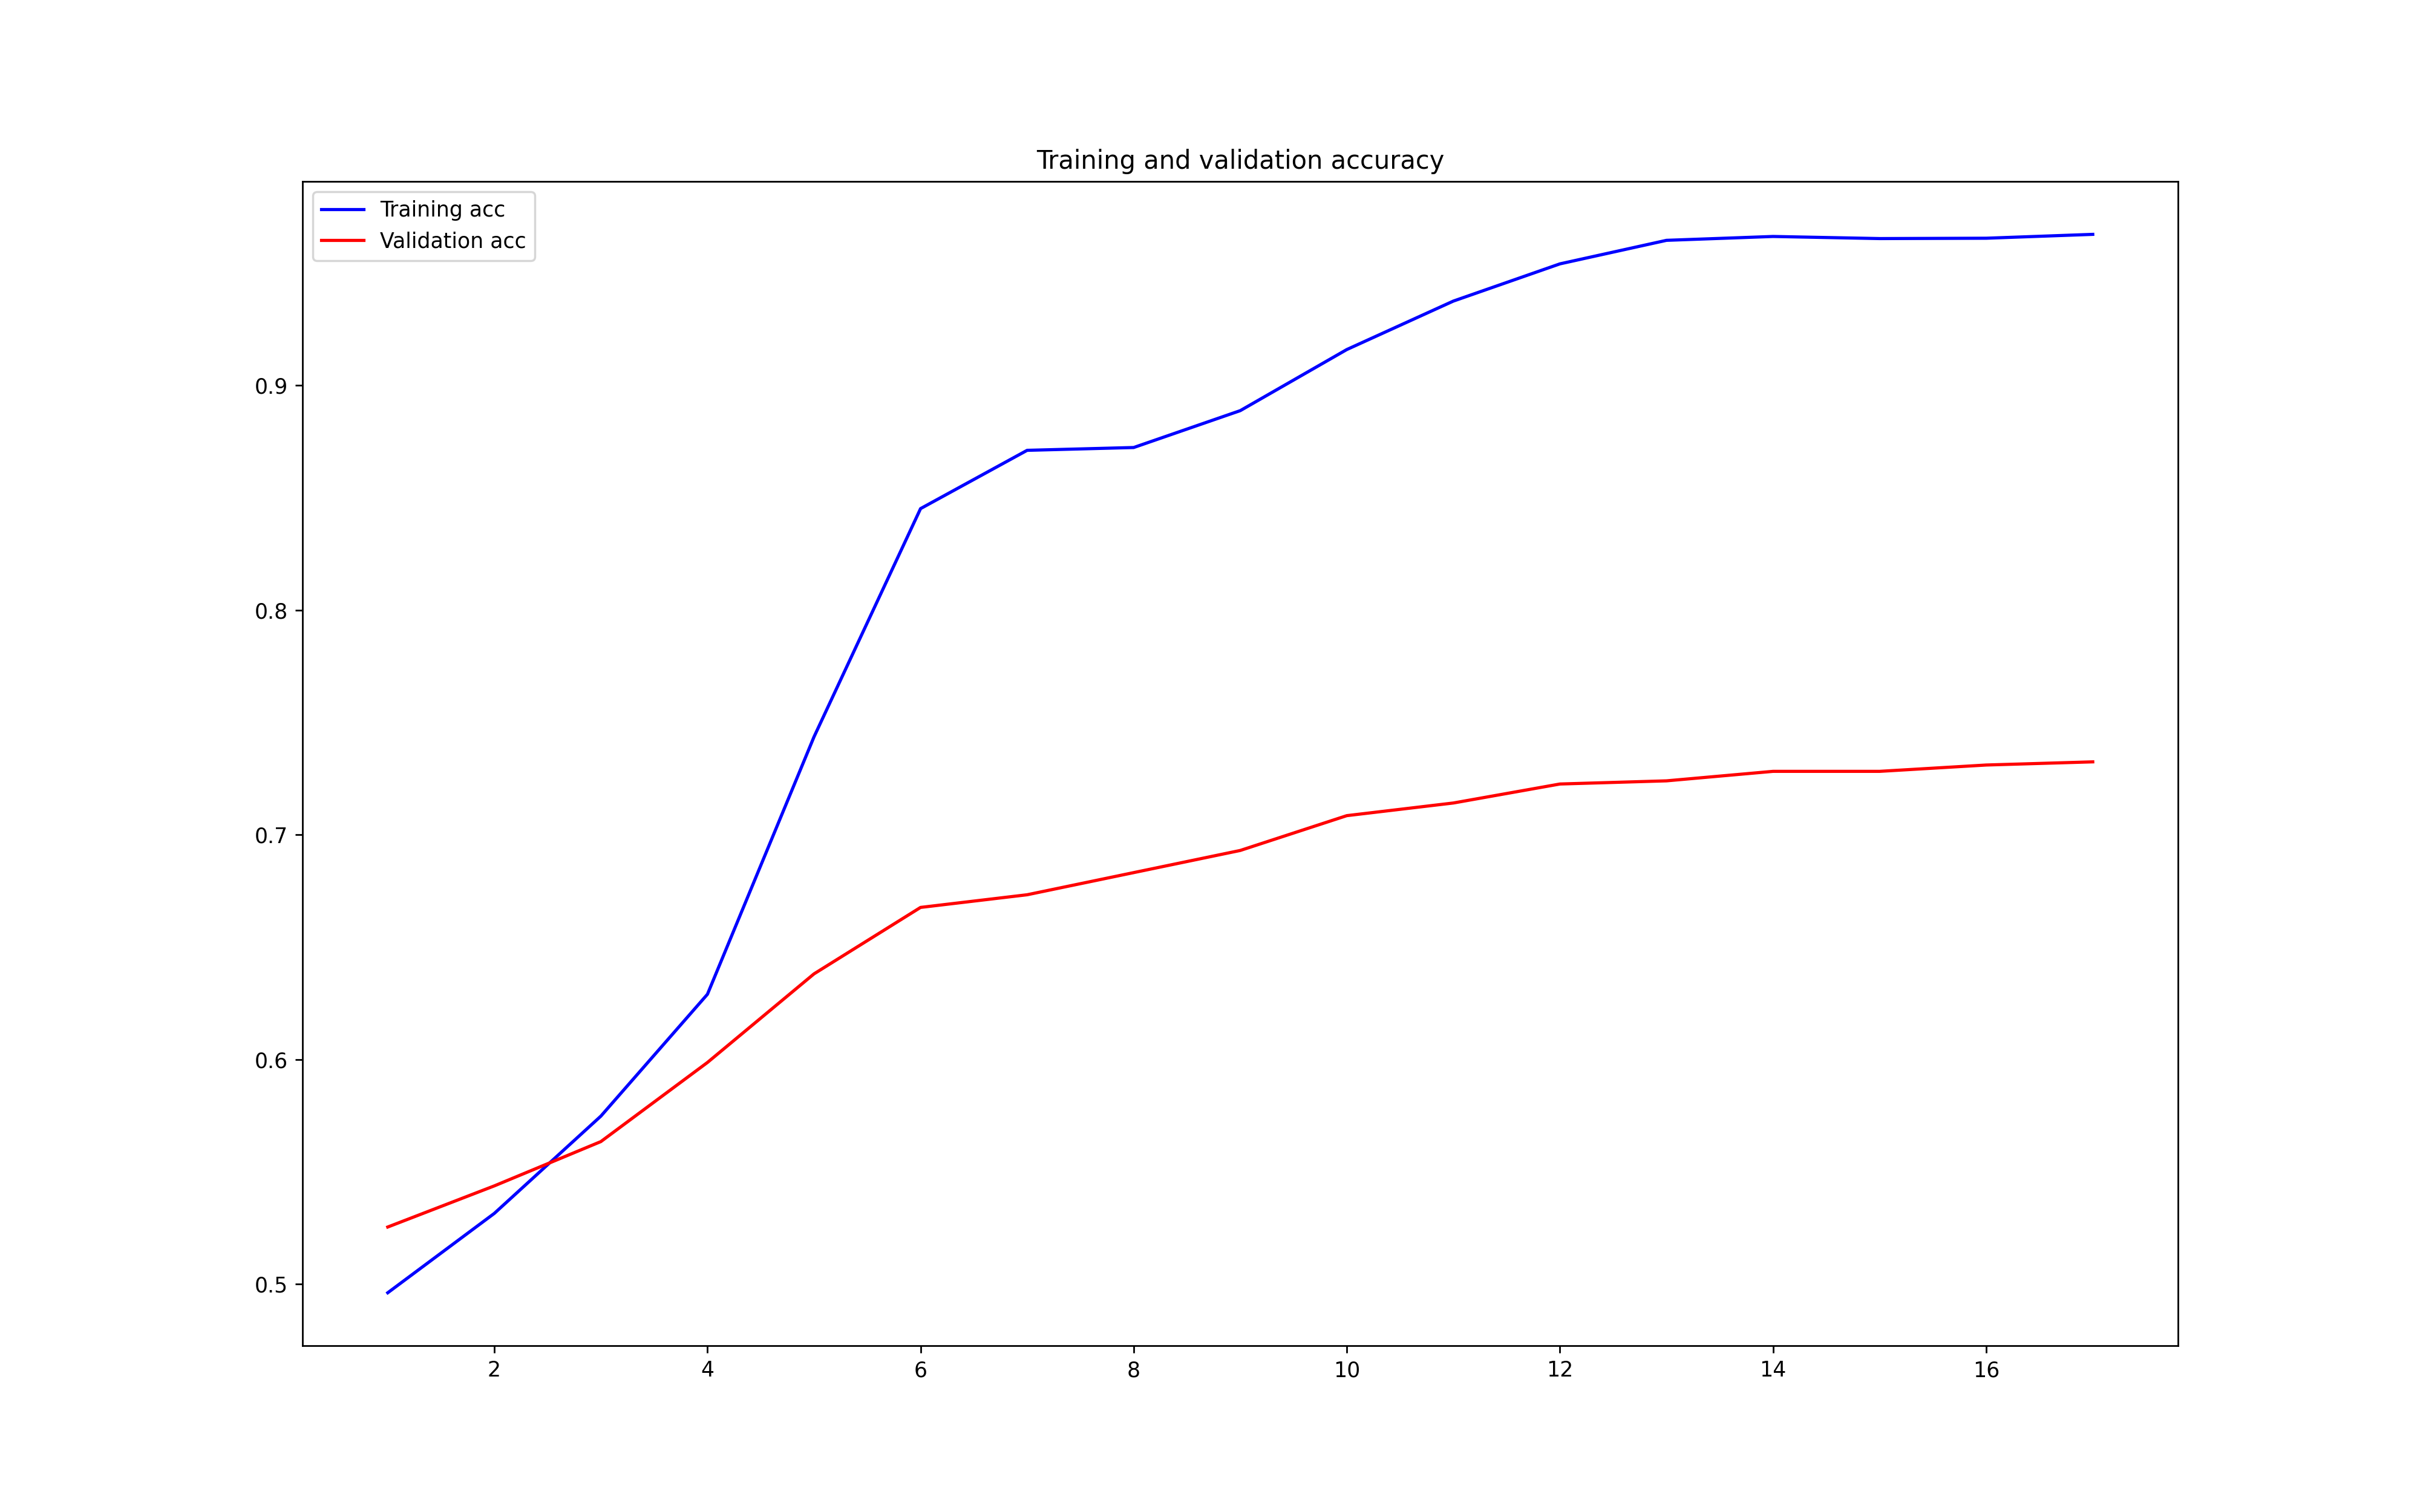 Training and validation accuracy
Training acc
Validation acc
0.9
0.8
0.7
0.6
0.5
2 4 6 8 10 12 14 16